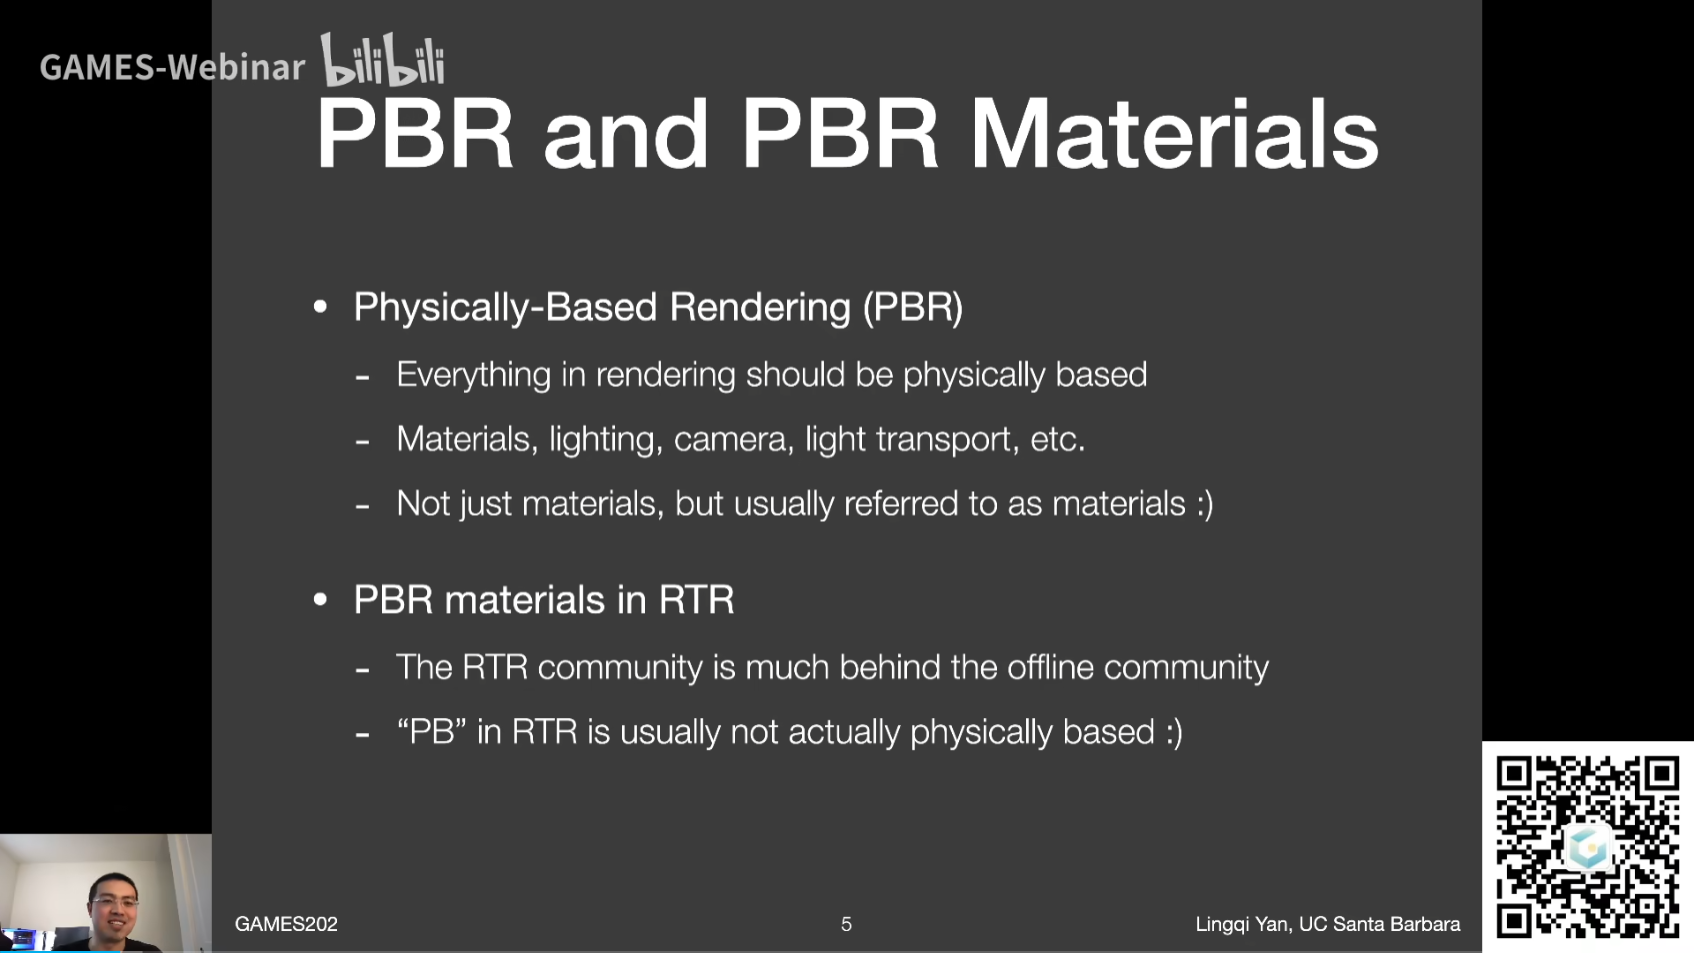 GAMES-Webinar bilibili
PBR and PBR Materials
• Physically-Based Rendering (PBR)
- Everything in rendering should be physically based
- Materials, lighting, camera, light transport, etc.
- Not just materials, but usually referred to as materials :)
• PBR materials in RTR
- The RTR community is much behind the offline community
- “PB” in RTR is usually not actually physically based :)
GAMES202
5
Lingqi Yan, UC Santa Barbara